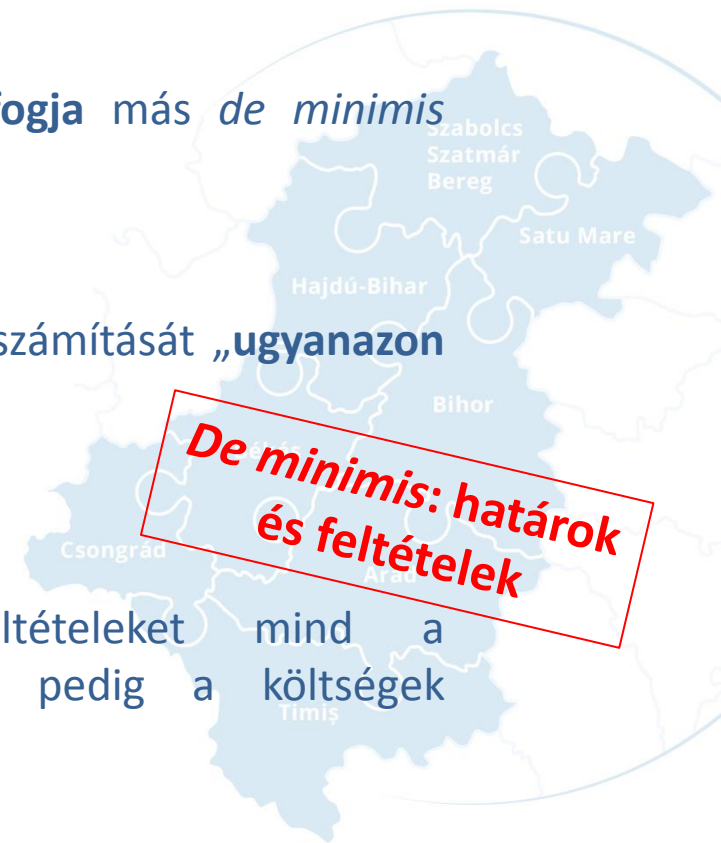 fogja más de minimis
Szabolcs
Szatmár
Bereg
Satu Mare
Hajdú-Bihar
számítását „ugyanazon
Bihor
De minimis: határok
és feltételek
Csongrád
Arad
ltételeket mind a
pedig a költségek
Timiș